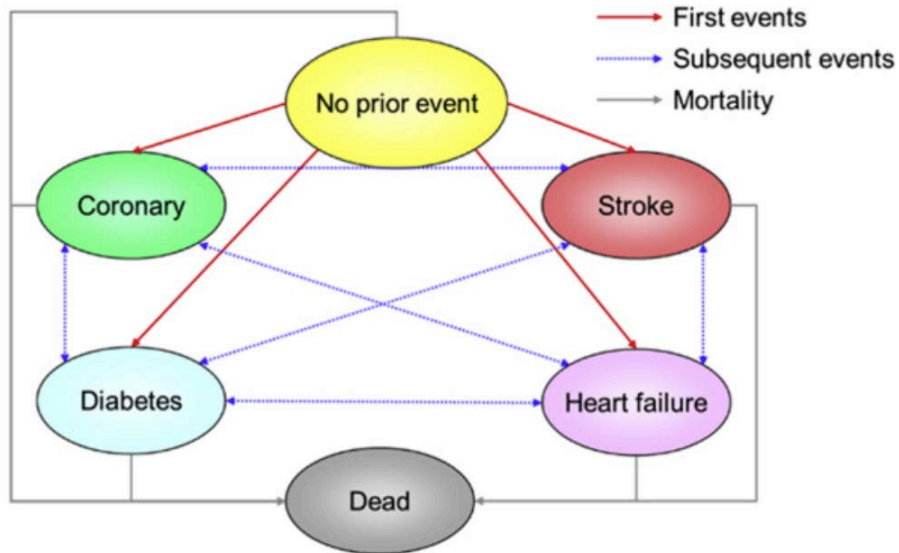 First events
Subsequent events
Mortality
No prior event
Coronary
Stroke
Diabetes
Heart failure
Dead